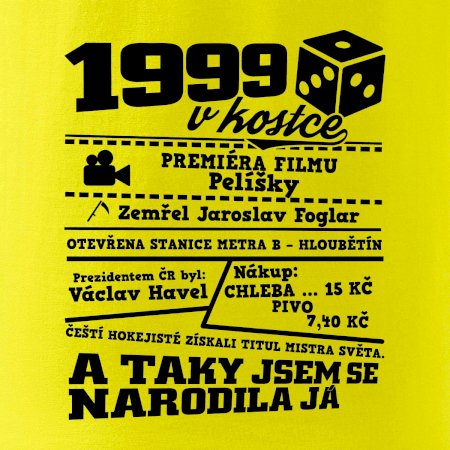 1999
v kostce
PREMIÉRA FILMU
Pelíšky
Zemřel Jaroslav Foglar
OTEVŘENA STANICE METRA B – HLOUBĚTÍN
Prezidentem ČR byl:
Václav Havel
Nákup:
CHLEBA ... 15 KČ
PIVO
7,40 KČ
ČEŠTÍ HOKEJISTÉ ZÍSKALI TITUL MISTRA SVĚTA.
A TAKY JSEM SE
NARODILA JÁ